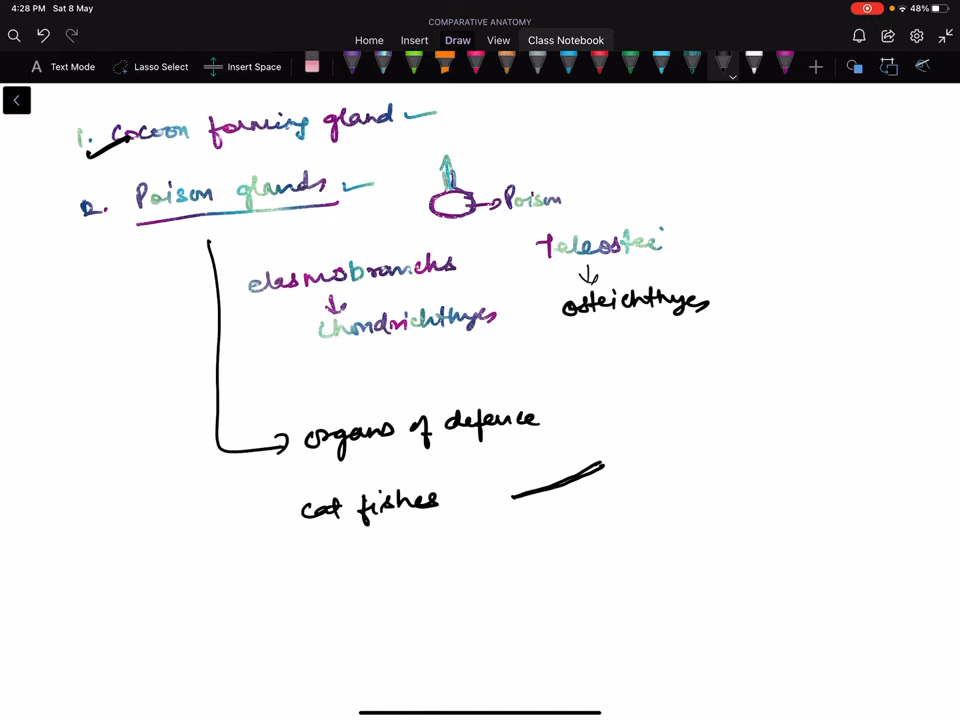 4:28 PM Sat 8 May
48%
COMPARATIVE ANATOMY
Home Insert Draw View Class Notebook
A Text Mode Lasso Select Insert Space
1. Cocoon forming gland
2. Poison glands
Poison
elasmobranchs
Teleostei
chondrichthyes
osteichthyes
organs of defence
cat fishes